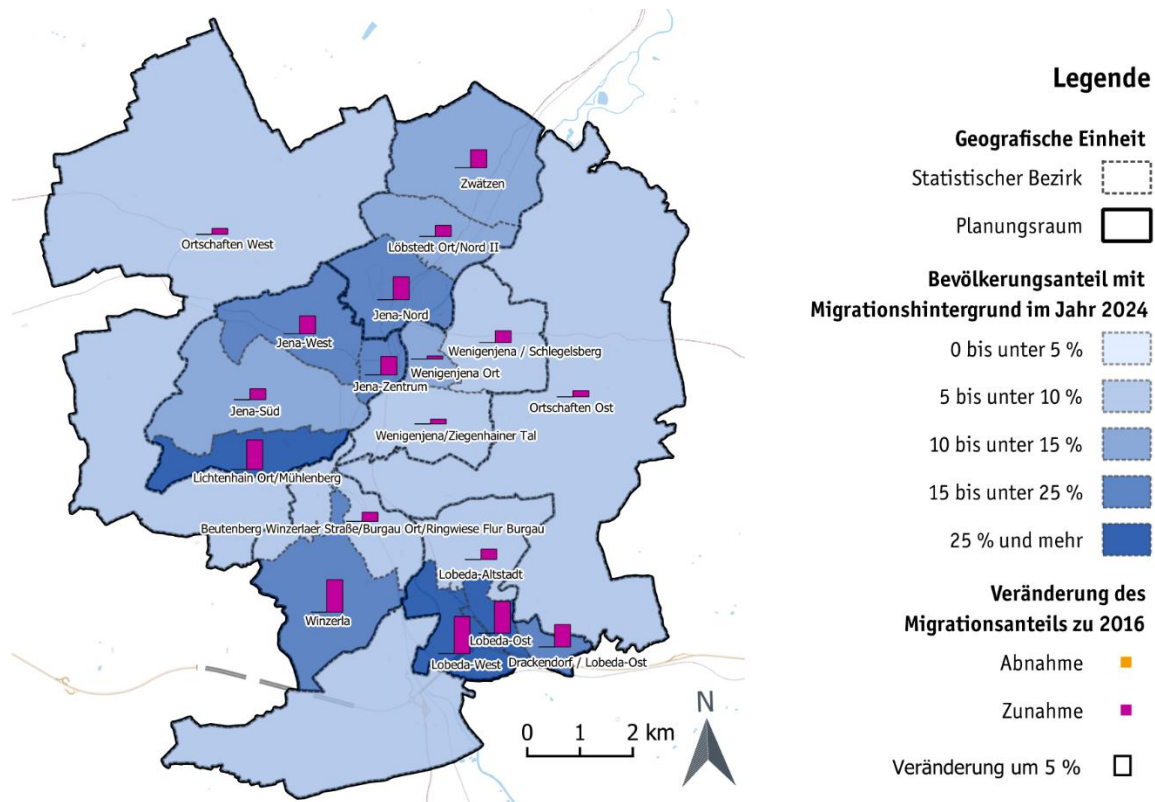 Zwätzen
Ortschaften West
Löbstedt Ort/Nord II
Jena-Nord
Jena-West
Wenigenjena / Schlegelsberg
Wenigenjena Ort
Jena-Zentrum
Ortschaften Ost
Jena-Süd
Wenigenjena/Ziegenhainer Tal
Lichtenhain Ort/Mühlenberg
Beutenberg Winzerlaer Straße/Burgau Ort/Ringwiese Flur Burgau
Lobeda-Altstadt
Winzerla
Lobeda-Ost
Lobeda-West
Drackendorf / Lobeda-Ost
0 1 2 km
N
Legende
Geografische Einheit
Statistischer Bezirk
Planungsraum
Bevölkerungsanteil mit
Migrationshintergrund im Jahr 2024
0 bis unter 5 %
5 bis unter 10 %
10 bis unter 15 %
15 bis unter 25 %
25 % und mehr
Veränderung des
Migrationsanteils zu 2016
Abnahme
Zunahme
Veränderung um 5 %